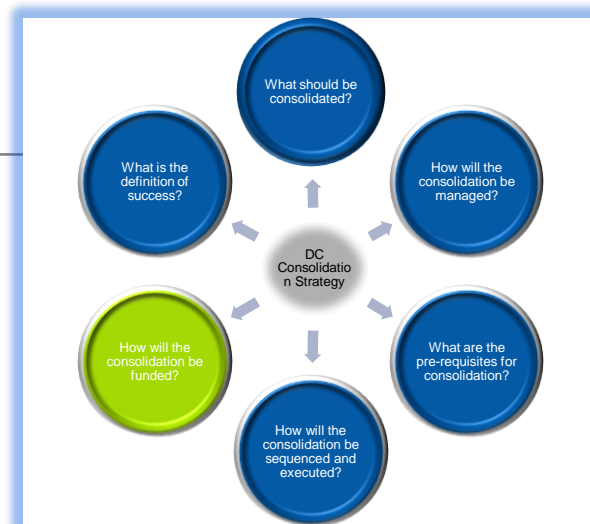 What should be
consolidated?
What is the
definition of
success?
How will the
consolidation be
managed?
DC
Consolidatio
n Strategy
How will the
consolidation be
funded?
What are the
pre-requisites for
consolidation?
How will the
consolidation be
sequenced and
executed?